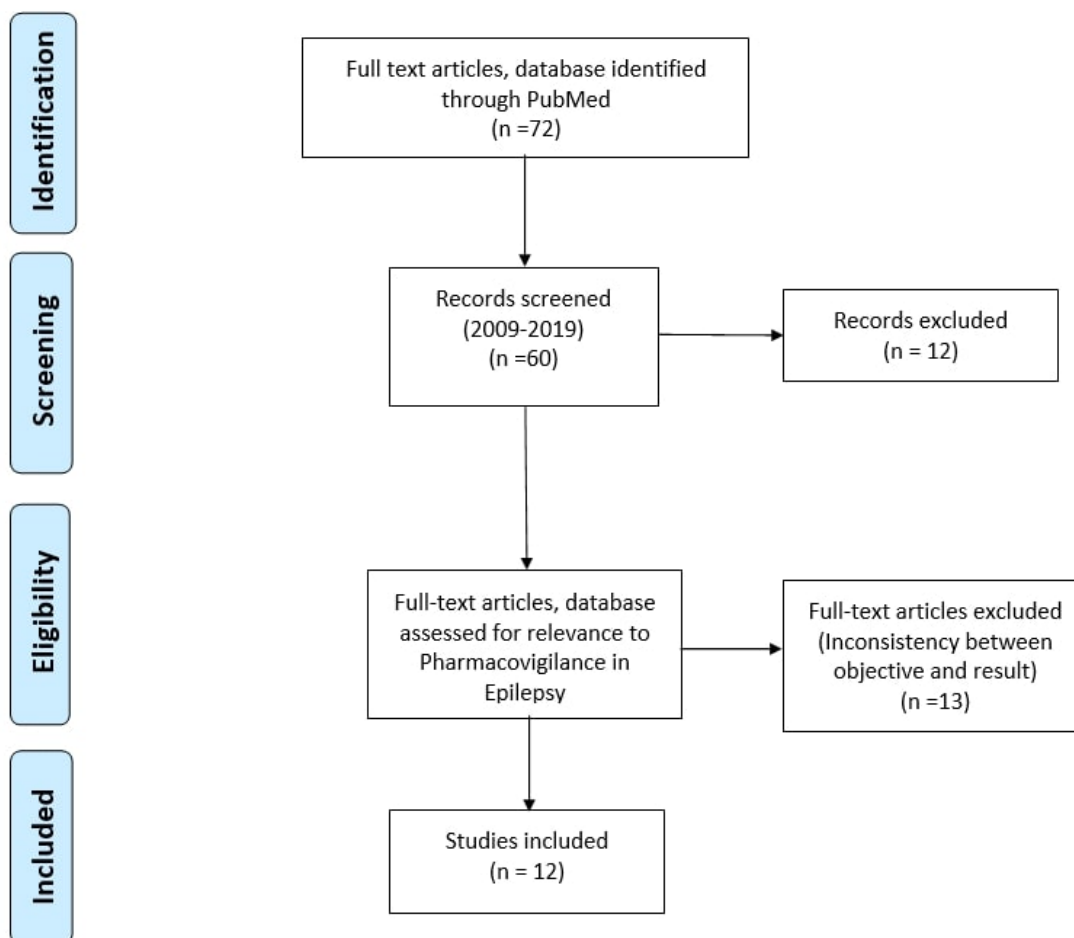 Identification
Full text articles, database identified
through PubMed
(n =72)
Screening
Records screened
(2009-2019)
(n =60)
Records excluded
(n = 12)
Eligibility
Full-text articles, database
assessed for relevance to
Pharmacovigilance in
Epilepsy
Full-text articles excluded
(Inconsistency between
objective and result)
(n =13)
Included
Studies included
(n = 12)